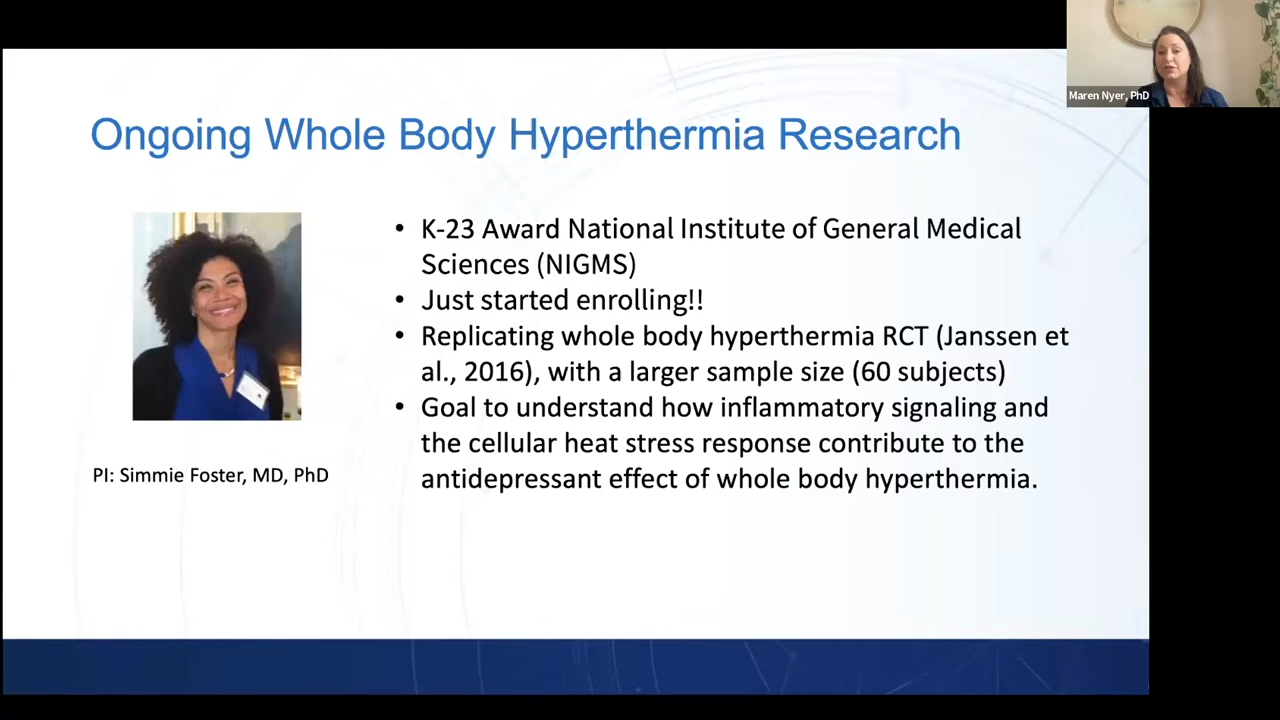 Maren Nyer, PhD
Ongoing Whole Body Hyperthermia Research
• K-23 Award National Institute of General Medical
Sciences (NIGMS)
• Just started enrolling!!
• Replicating whole body hyperthermia RCT (Janssen et
al., 2016), with a larger sample size (60 subjects)
• Goal to understand how inflammatory signaling and
the cellular heat stress response contribute to the
antidepressant effect of whole body hyperthermia.
PI: Simmie Foster, MD, PhD